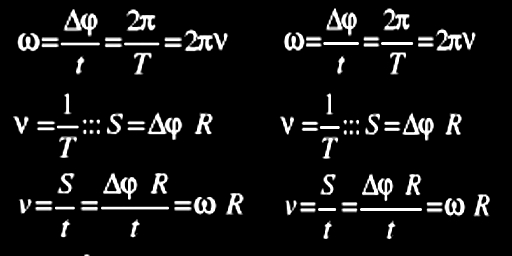 ω=Δφ/t=2π/T=2πν ω=Δφ/t=2π/T=2πν
ν=1/T::: S=Δφ R ν=1/T::: S=Δφ R
v=S/t=Δφ R/t=ω R v=S/t=Δφ R/t=ω R